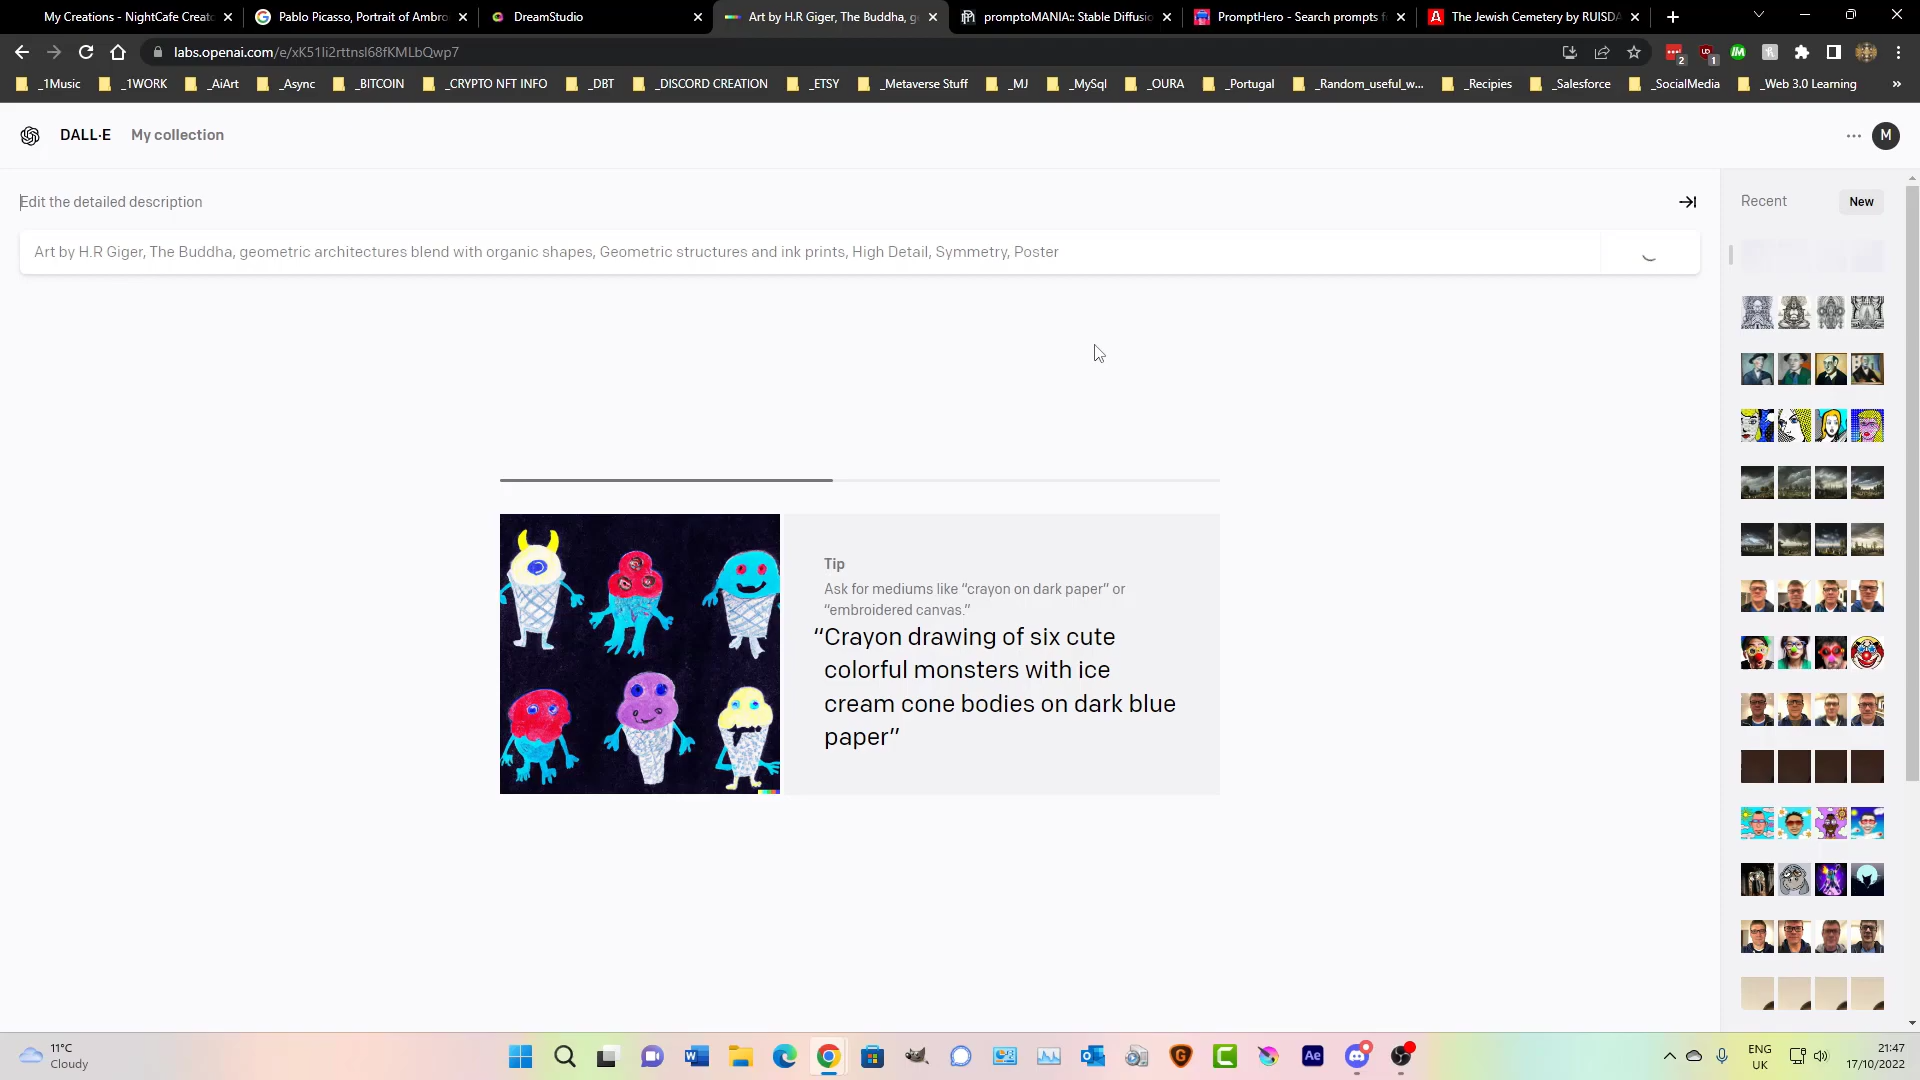 My Creations - NightCafe Creato
Pablo Picasso, Portrait of Ambro
DreamStudio
Art by H.R Giger, The Buddha, g
promptoMANIA:: Stable Diffusio
PromptHero - Search prompts f
The Jewish Cemetery by RUISDA
labs.openai.com/e/xK51li2rttnsl68fKMLbQwp7
2
1
_1Music
_1WORK
_AiArt
_Async
_BITCOIN
_CRYPTO NFT INFO
_DBT
_DISCORD CREATION
_ETSY
_Metaverse Stuff
_MJ
_MySql
_OURA
_Portugal
_Random_useful_w...
_Recipies
_Salesforce
_SocialMedia
_Web 3.0 Learning
»
DALL·E
My collection
M
Edit the detailed description
Recent
New
Art by H.R Giger, The Buddha, geometric architectures blend with organic shapes, Geometric structures and ink prints, High Detail, Symmetry, Poster
Tip
Ask for mediums like “crayon on dark paper” or
“embroidered canvas.”
“Crayon drawing of six cute
colorful monsters with ice
cream cone bodies on dark blue
paper”
11°C
Cloudy
Ae
ENG
UK
21:47
17/10/2022